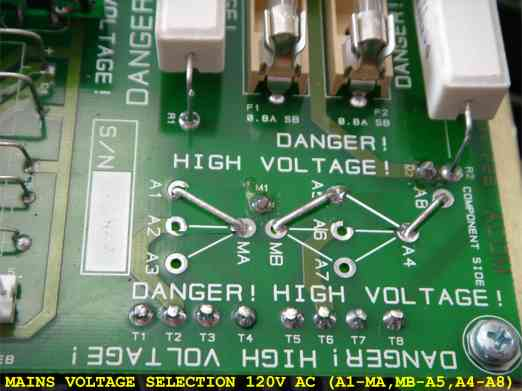 VOLTAGE!
DANGER!
AGE!
DANGER!
R1
F1
0.8A SB
F2
0.8A SB
S/N
DANGER!
HIGH VOLTAGE!
A1
A2
A3
MA
M1
MB
A5
A6
A7
A4
A8
R2
COMPONENT SIDE
DANGER! HIGH VOLTAGE!
T1 T2 T3 T4 T5 T6 T7 T8
DANGER! HIGH VOLTAGE!
MAINS VOLTAGE SELECTION 120V AC (A1-MA,MB-A5,A4-A8)